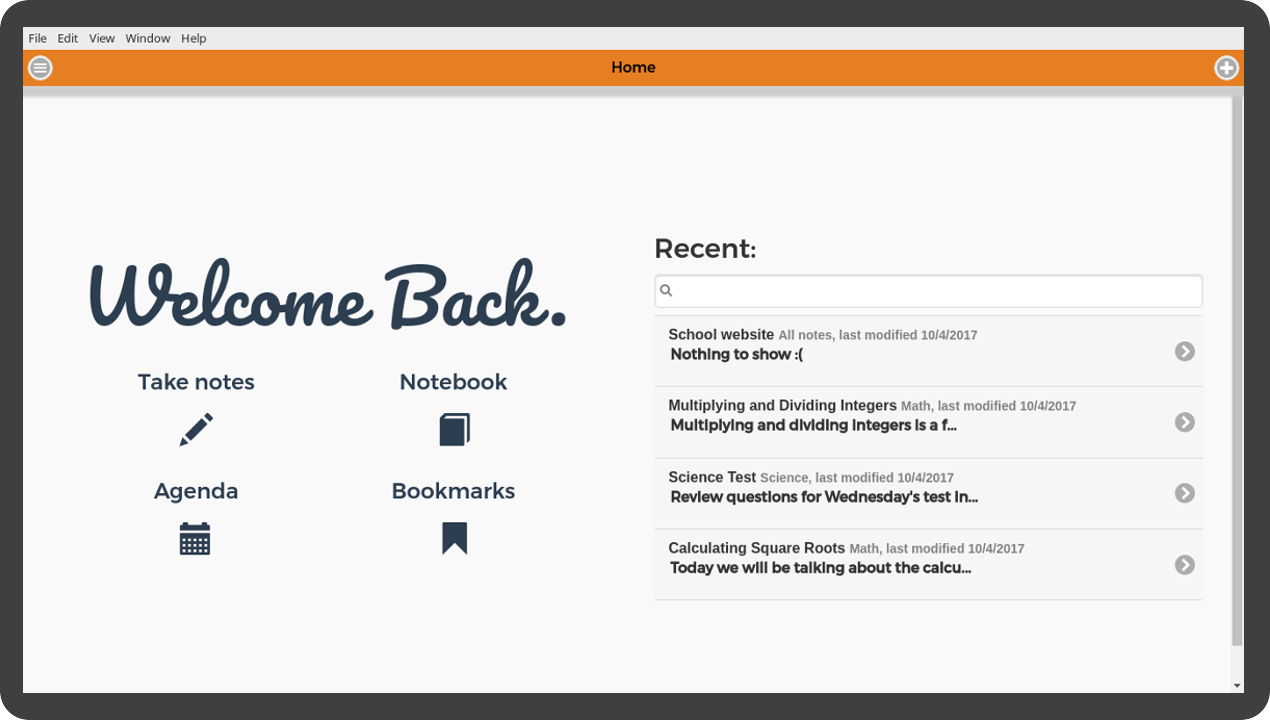 File Edit View Window Help
Home
Welcome Back.
Take notes
Notebook
Agenda
Bookmarks
Recent:
School website All notes, last modified 10/4/2017
Nothing to show :(
Multiplying and Dividing Integers Math, last modified 10/4/2017
Multiplying and dividing integers is a f...
Science Test Science, last modified 10/4/2017
Review questions for Wednesday's test in...
Calculating Square Roots Math, last modified 10/4/2017
Today we will be talking about the calcu...